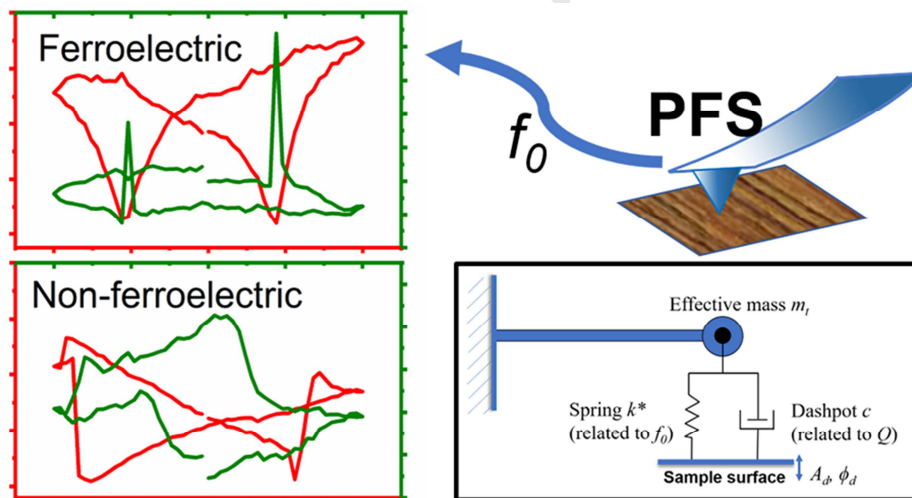 Ferroelectric
f0
PFS
Non-ferroelectric
Effective mass mt
Spring k*
(related to f0)
Dashpot c
(related to Q)
Sample surface
Ad, ϕd